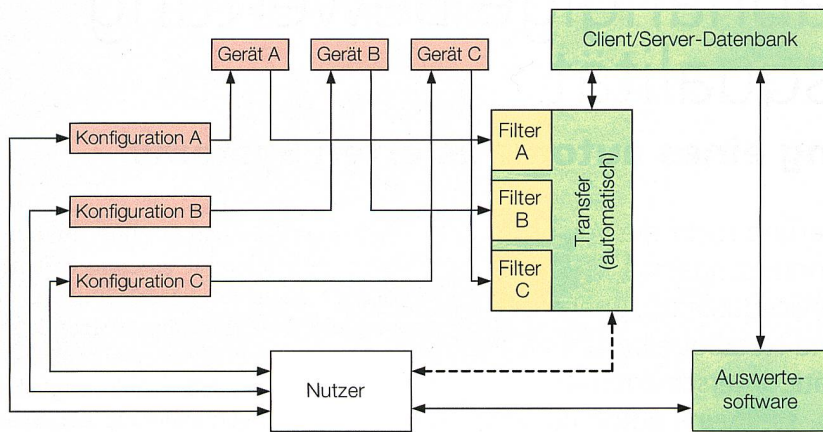 Client/Server-Datenbank
Gerät A
Gerät B
Gerät C
Filter
A
Konfiguration A
Filter
B
Konfiguration B
Transfer
(automatisch)
Filter
C
Konfiguration C
Nutzer
Auswerte-
software